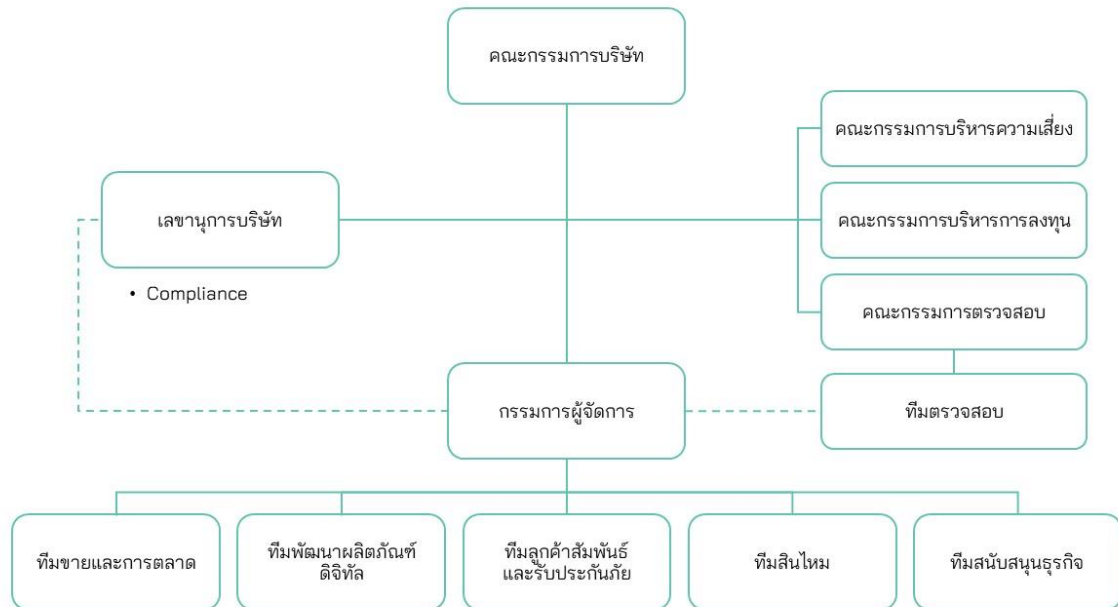 คณะกรรมการบริษัท
คณะกรรมการบริหารความเสี่ยง
เลขานุการบริษัท
คณะกรรมการบริหารการลงทุน
• Compliance
คณะกรรมการตรวจสอบ
กรรมการผู้จัดการ
ทีมตรวจสอบ
ทีมขายและการตลาด
ทีมพัฒนาผลิตภัณฑ์
ดิจิทัล
ทีมลูกค้าสัมพันธ์
และรับประกันภัย
ทีมสินไหม
ทีมสนับสนุนธุรกิจ